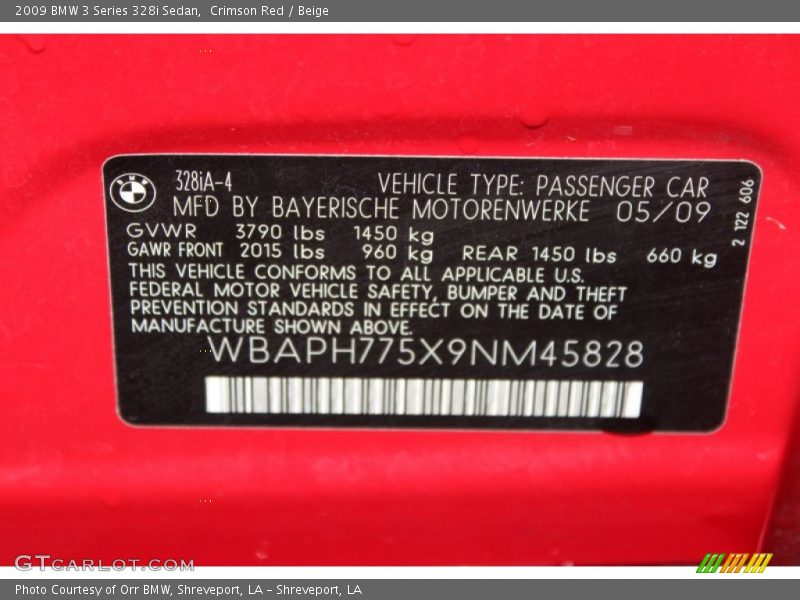 2009 BMW 3 Series 328i Sedan,  Crimson Red / Beige
BMW
328iA-4
VEHICLE TYPE: PASSENGER CAR
MFD BY BAYERISCHE MOTORENWERKE 05/09
GVWR 3790 lbs 1450 kg
GAWR FRONT 2015 lbs 960 kg REAR 1450 lbs 660 kg
THIS VEHICLE CONFORMS TO ALL APPLICABLE U.S.
FEDERAL MOTOR VEHICLE SAFETY, BUMPER AND THEFT
PREVENTION STANDARDS IN EFFECT ON THE DATE OF
MANUFACTURE SHOWN ABOVE.
WBAPH775X9NM45828
2 122 606
GTCARLOT.COM
Photo Courtesy of Orr BMW, Shreveport, LA – Shreveport, LA